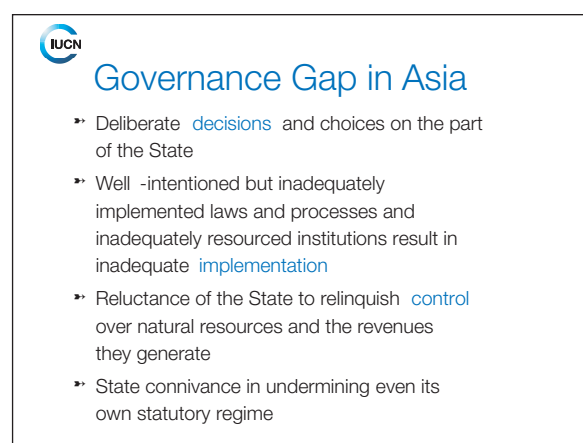 IUCN
Governance Gap in Asia
➳ Deliberate decisions and choices on the part
of the State
➳ Well -intentioned but inadequately
implemented laws and processes and
inadequately resourced institutions result in
inadequate implementation
➳ Reluctance of the State to relinquish control
over natural resources and the revenues
they generate
➳ State connivance in undermining even its
own statutory regime